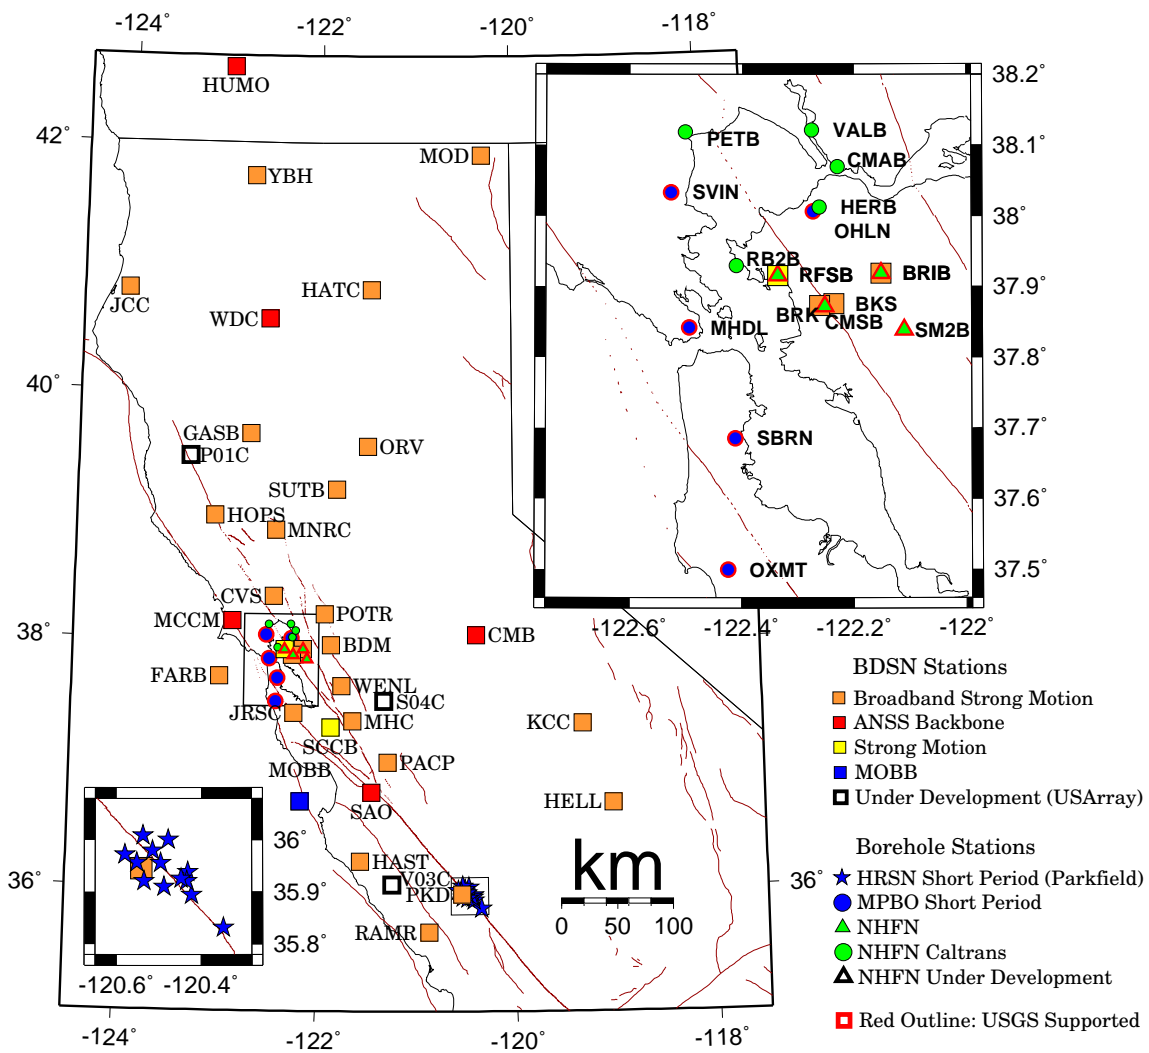 -124˚ -122˚ -120˚ -118˚
HUMO
42˚
MOD
YBH
JCC
HATC
WDC
40˚
GASB
P01C
ORV
SUTB
HOPS
MNRC
CVS
POTR
MCCM
38˚
CMB
BDM
FARB
WENL
S04C
JRSC
MHC
KCC
SCCB
MOBB
PACP
HELL
SAO
HAST
V03C
PKD
36˚
36˚
RAMR
km
0 50 100
-124˚ -122˚ -120˚ -118˚
36˚
35.9˚
35.8˚
-120.6 -120.4
38.2˚
38.1˚
38˚
37.9˚
37.8˚
37.7˚
37.6˚
37.5˚
-122.6˚ -122.4˚ -122.2˚ -122˚
PETB
VALB
CMAB
SVIN
HERB
OHLN
RB2B
RFSB
BRIB
BKS
BRK
CMSB
SM2B
MHDL
SBRN
OXMT
BDSN Stations
Broadband Strong Motion
ANSS Backbone
Strong Motion
MOBB
Under Development (USArray)
Borehole Stations
HRSN Short Period (Parkfield)
MPBO Short Period
NHFN
NHFN Caltrans
NHFN Under Development
Red Outline: USGS Supported